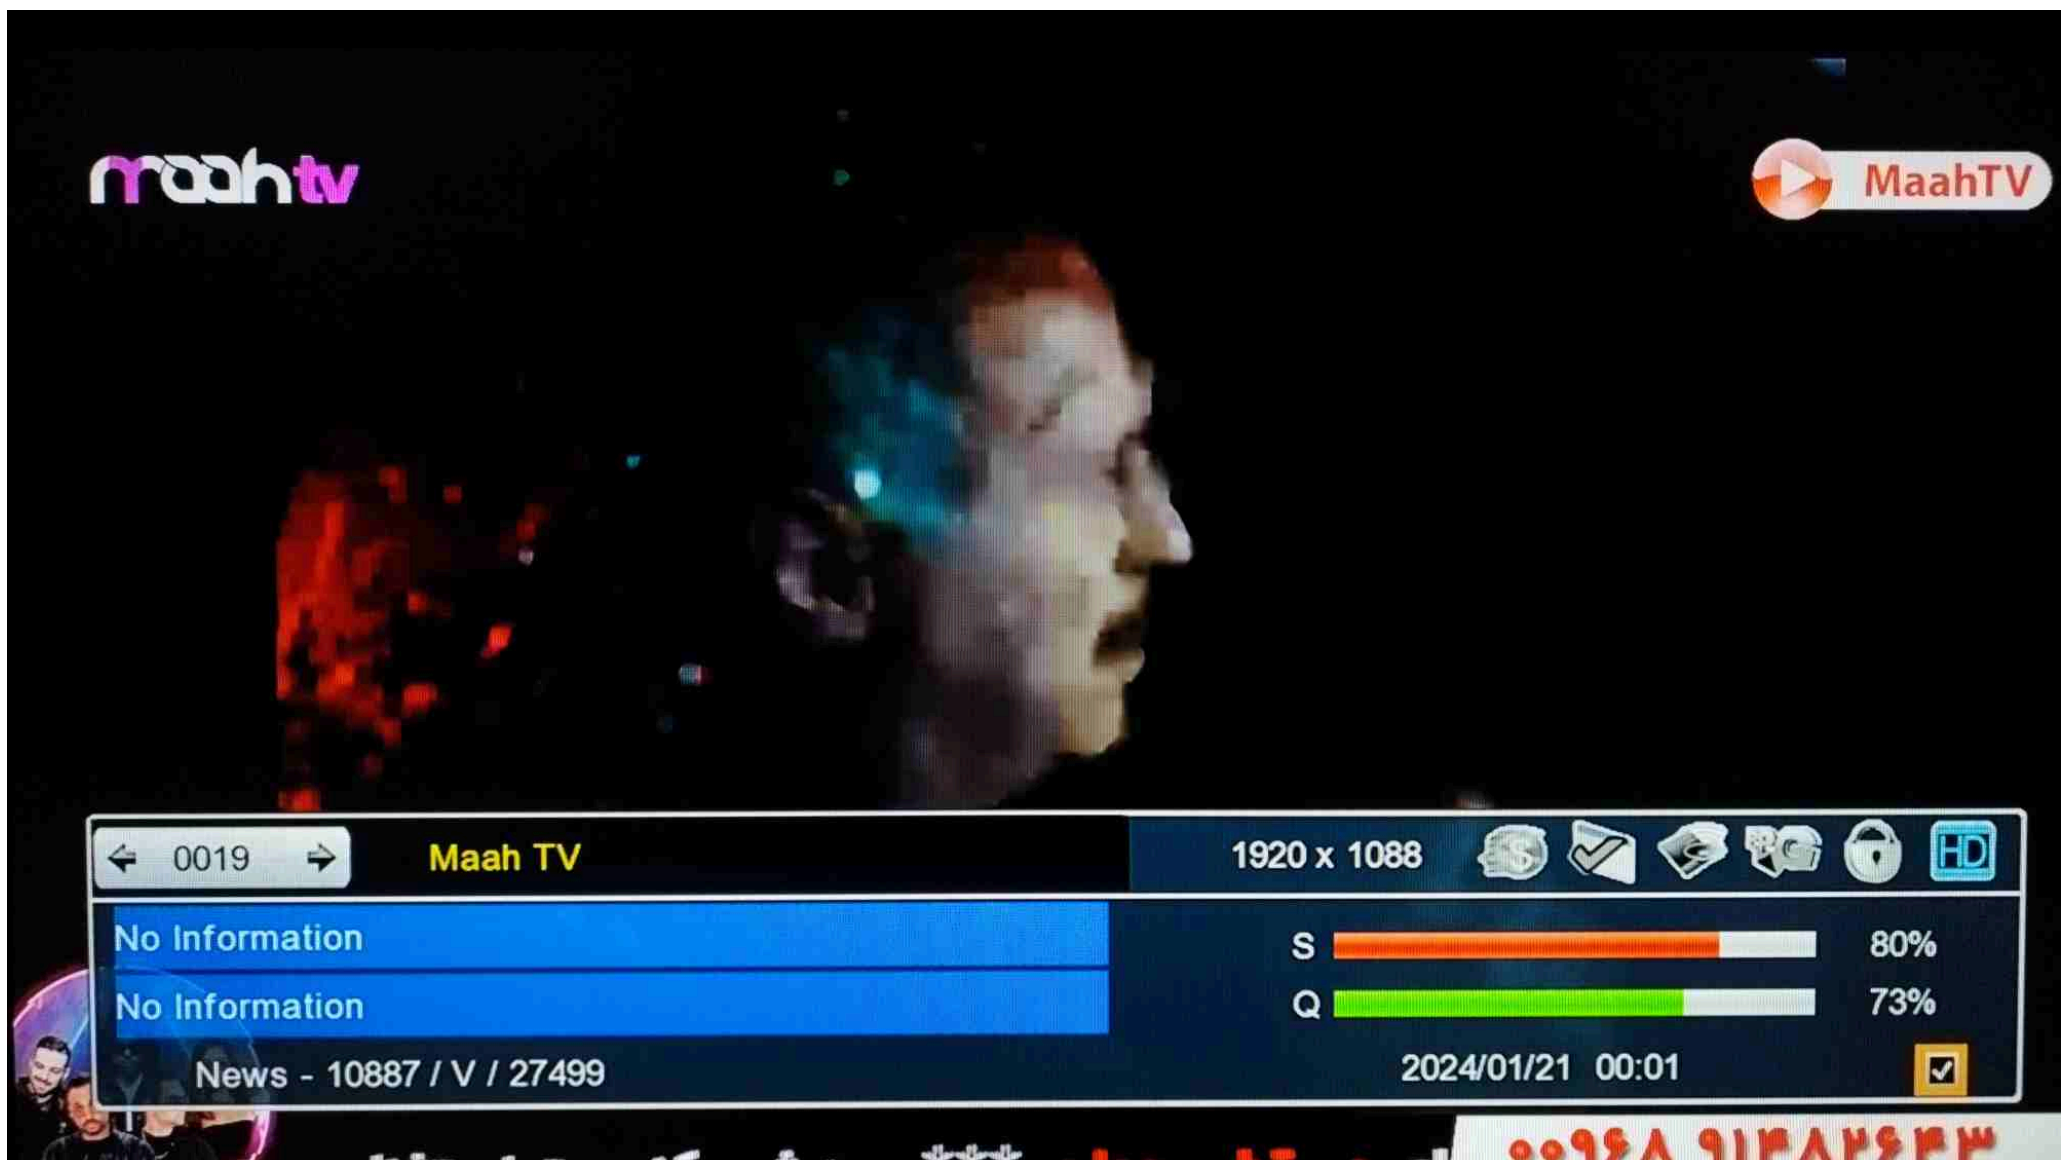 maahtv
MaahTV
0019 Maah TV 1920 x 1088 HD
No Information
S 80%
No Information
Q 73%
News - 10887 / V / 27499 2024/01/21 00:01